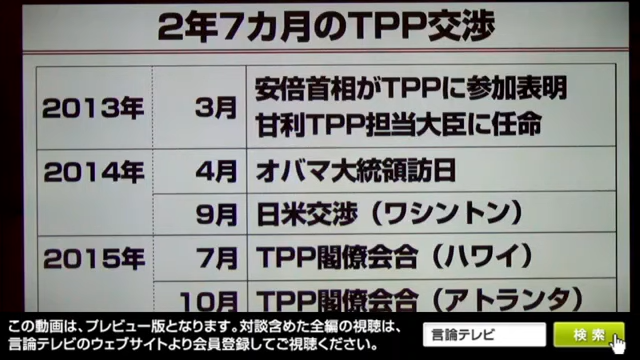 2年7カ月のTPP交渉
2013年 3月 安倍首相がTPPに参加表明
甘利TPP担当大臣に任命
2014年 4月 オバマ大統領訪日
9月 日米交渉（ワシントン）
2015年 7月 TPP閣僚会合（ハワイ）
10月 TPP閣僚会合（アトランタ）
この動画は、プレビュー版となります。対談含めた全編の視聴は、
言論テレビのウェブサイトより会員登録してご視聴ください。
言論テレビ 検索